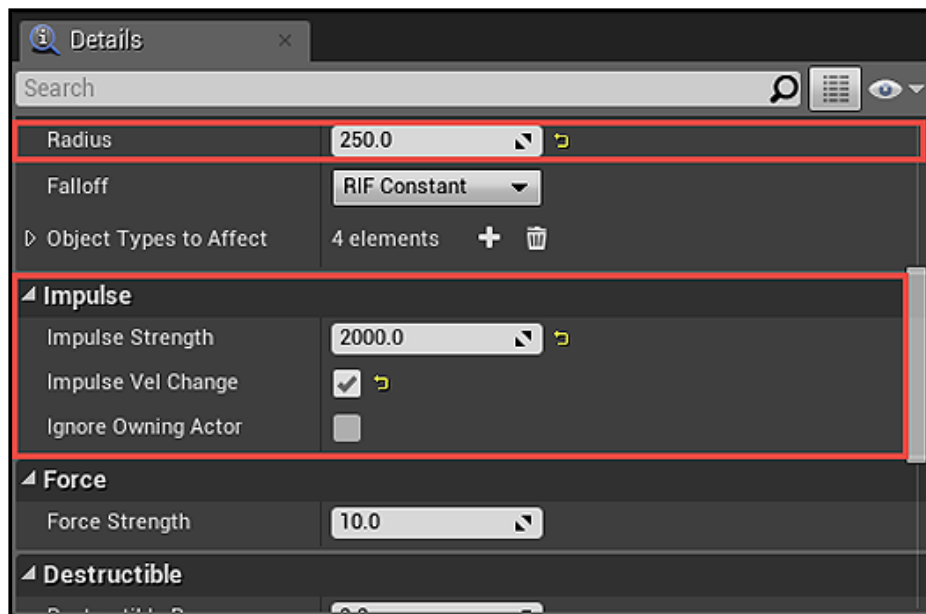 Details
Search
Radius 250.0
Falloff RIF Constant
Object Types to Affect 4 elements
Impulse
Impulse Strength 2000.0
Impulse Vel Change
Ignore Owning Actor
Force
Force Strength 10.0
Destructible